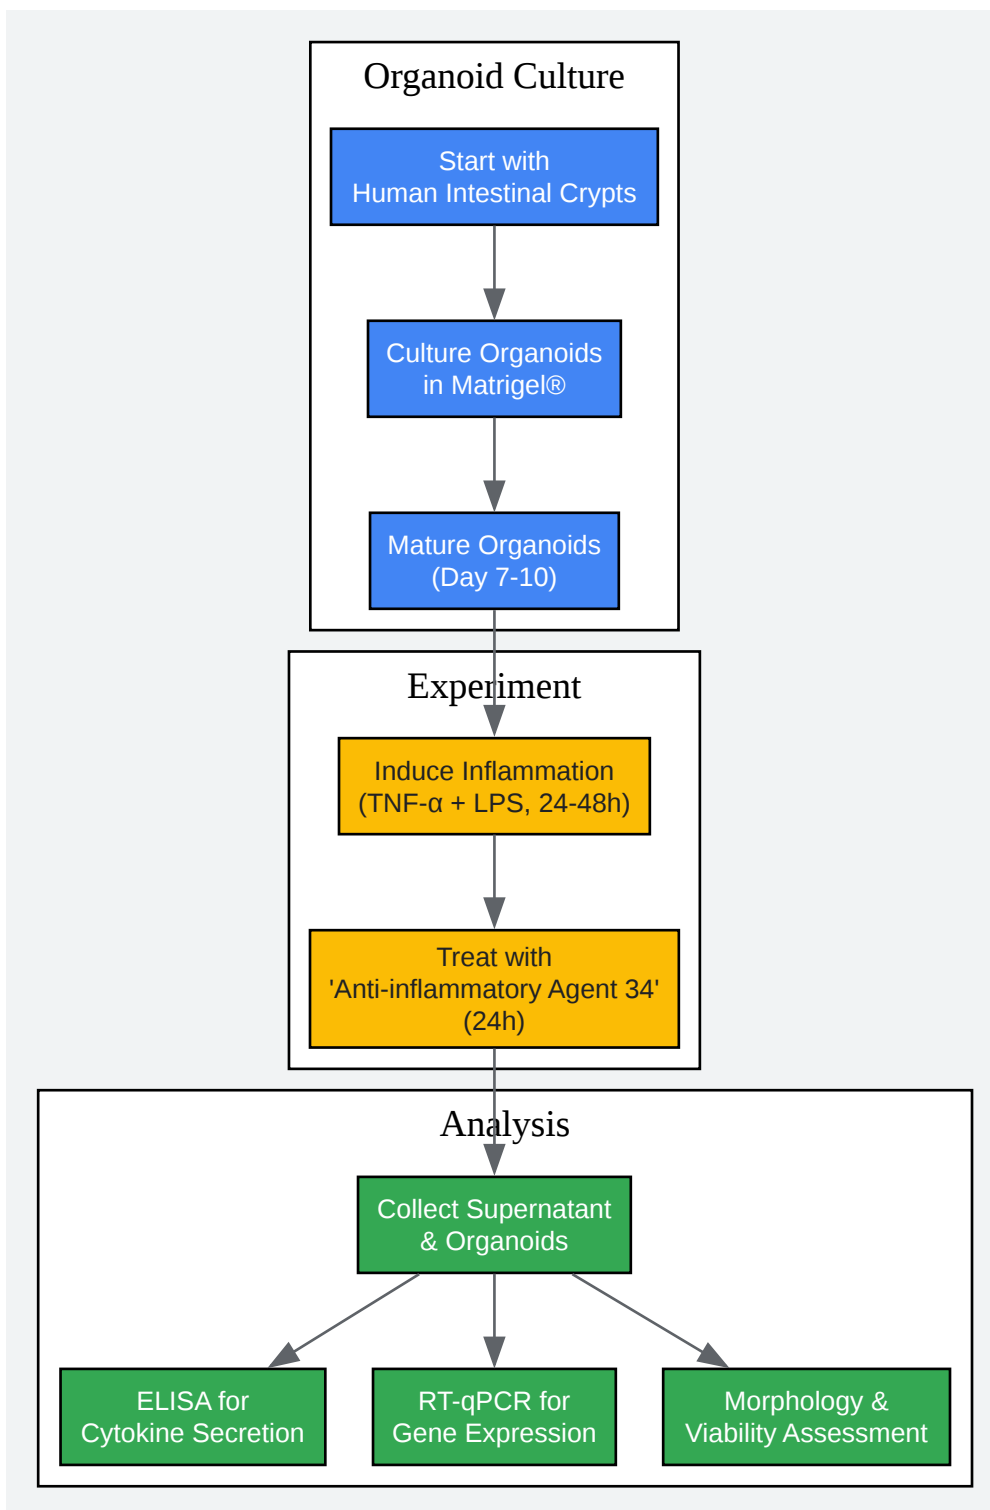 Organoid Culture
Start with
Human Intestinal Crypts
Culture Organoids
in Matrigel®
Mature Organoids
(Day 7-10)
Experiment
Induce Inflammation
(TNF-α + LPS, 24-48h)
Treat with
'Anti-inflammatory Agent 34'
(24h)
Analysis
Collect Supernatant
& Organoids
ELISA for
Cytokine Secretion
RT-qPCR for
Gene Expression
Morphology &
Viability Assessment